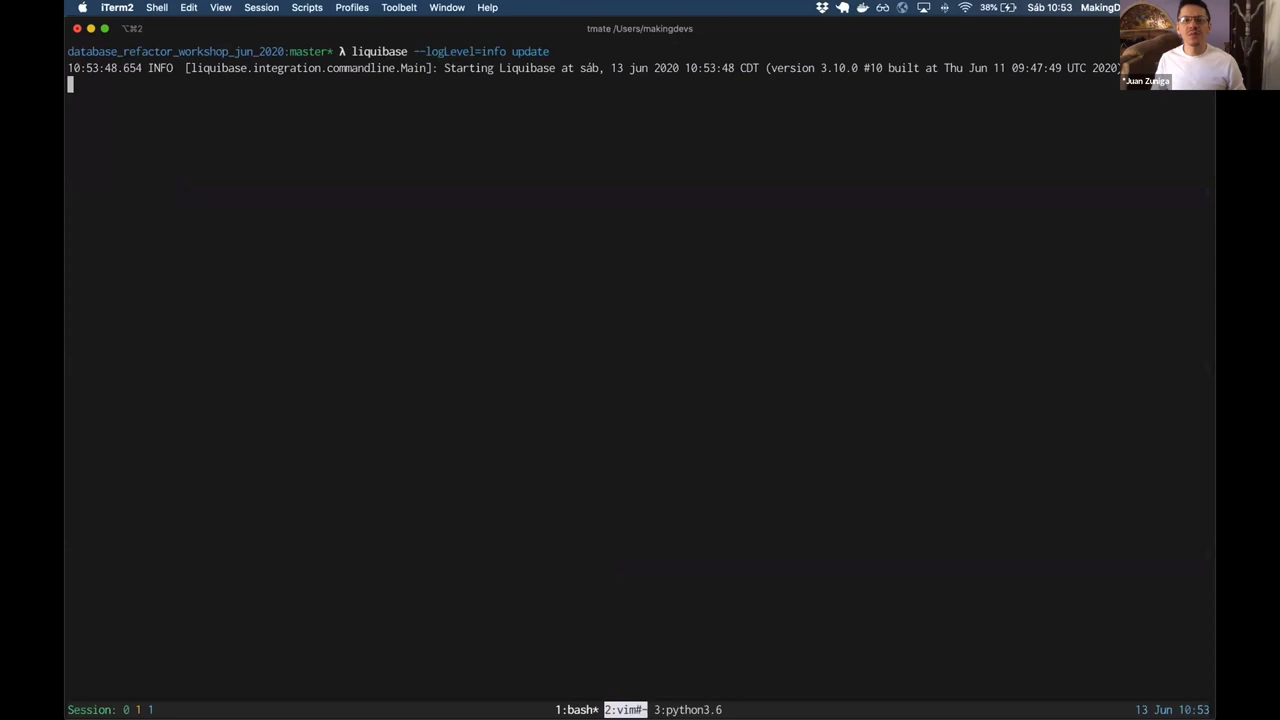 iTerm2 Shell Edit View Session Scripts Profiles Toolbelt Window Help 38% Sáb 10:53 MakingD
⌥⌘2 tmate /Users/makingdevs
database_refactor_workshop_jun_2020:master* λ liquibase --logLevel=info update
10:53:48.654 INFO [liquibase.integration.commandline.Main]: Starting Liquibase at sáb, 13 jun 2020 10:53:48 CDT (version 3.10.0 #10 built at Thu Jun 11 09:47:49 UTC 2020)
*Juan Zuniga
Session: 0 1 1 1:bash* 2:vim#- 3:python3.6 13 Jun 10:53